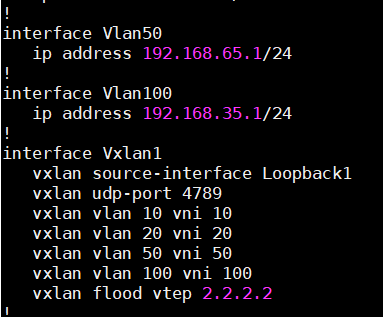 !
interface Vlan50
ip address 192.168.65.1/24
!
interface Vlan100
ip address 192.168.35.1/24
!
interface Vxlan1
vxlan source-interface Loopback1
vxlan udp-port 4789
vxlan vlan 10 vni 10
vxlan vlan 20 vni 20
vxlan vlan 50 vni 50
vxlan vlan 100 vni 100
vxlan flood vtep 2.2.2.2
!